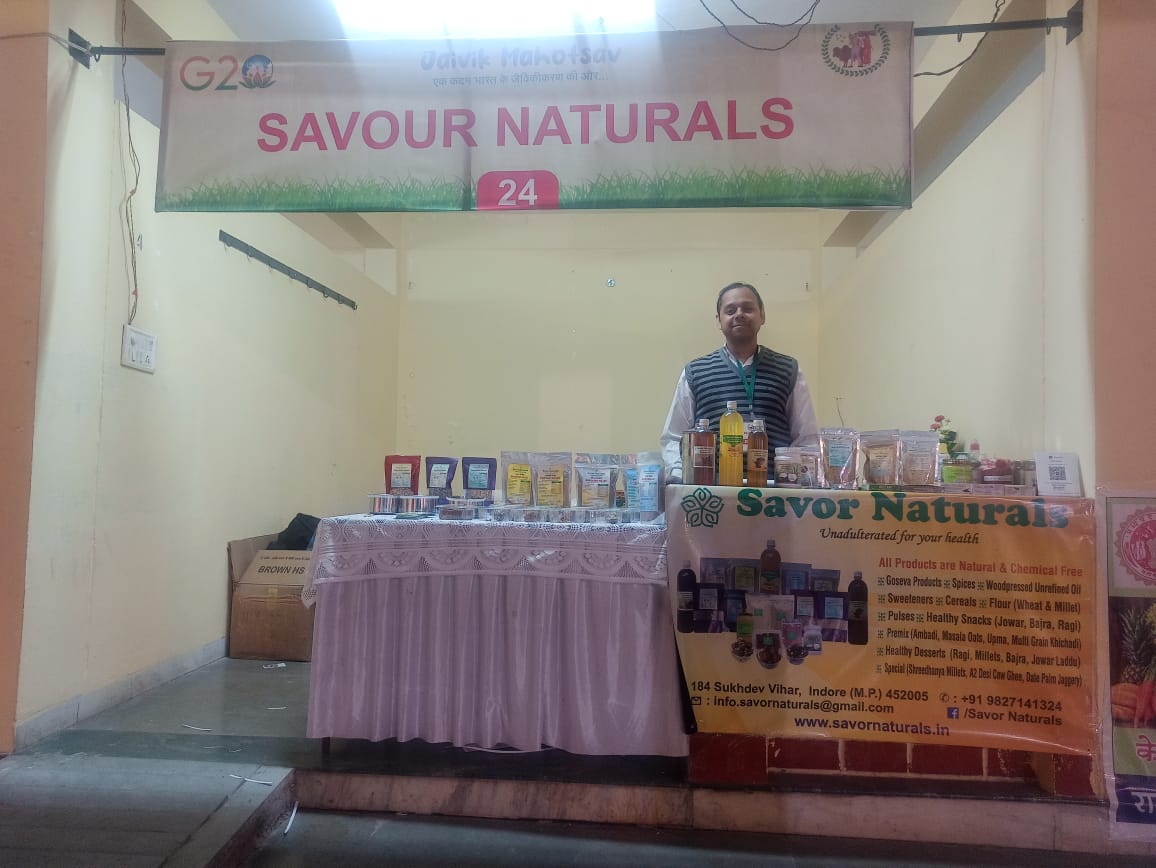 G20
Jaivik Mahotsav
एक कदम भारत के जैविकीकरण की ओर...
SAVOUR NATURALS
24
BROWN HS
Savor Naturals
Unadulterated for your health
All Products are Natural & Chemical Free
Goseva Products Spices Woodpressed Unrefined Oil
Sweeteners Cereals Flour (Wheat & Millet)
Pulses Healthy Snacks (Jowar, Bajra, Ragi)
Premix (Ambadi, Masala Oats, Upma, Multi Grain Khichadi)
Healthy Desserts (Ragi, Millets, Bajra, Jowar Laddu)
Special (Shreedhanya Millets, A2 Desi Cow Ghee, Date Palm Jaggery)
184 Sukhdev Vihar, Indore (M.P.) 452005 : +91 9827141324
: info.savornaturals@gmail.com /Savor Naturals
www.savornaturals.in
के
रा